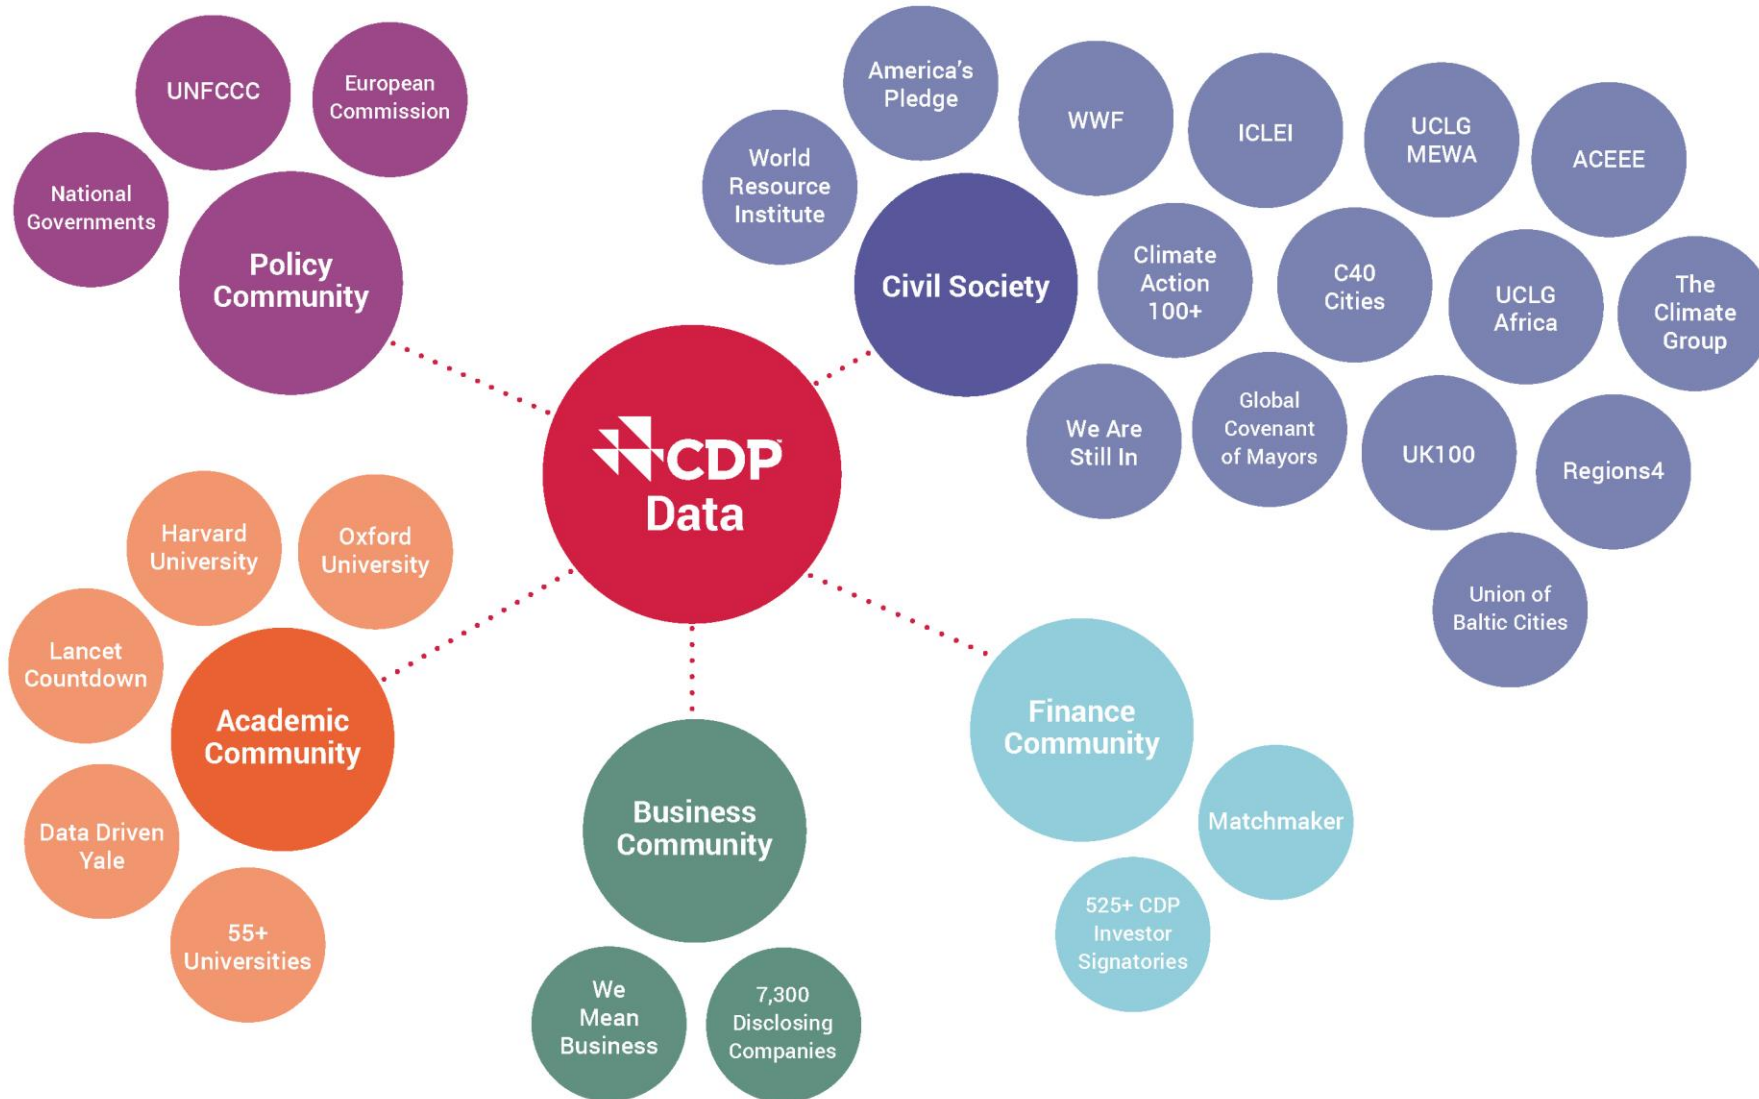 UNFCCC
European
Commission
National
Governments
Policy
Community
America's
Pledge
World
Resource
Institute
WWF
ICLEI
UCLG
MEWA
ACEEE
Civil Society
Climate
Action
100+
C40
Cities
UCLG
Africa
The
Climate
Group
We Are
Still In
Global
Covenant
of Mayors
UK100
Regions4
Union of
Baltic Cities
CDP™
Data
Harvard
University
Oxford
University
Lancet
Countdown
Academic
Community
Data Driven
Yale
55+
Universities
Business
Community
We
Mean
Business
7,300
Disclosing
Companies
Finance
Community
Matchmaker
525+ CDP
Investor
Signatories